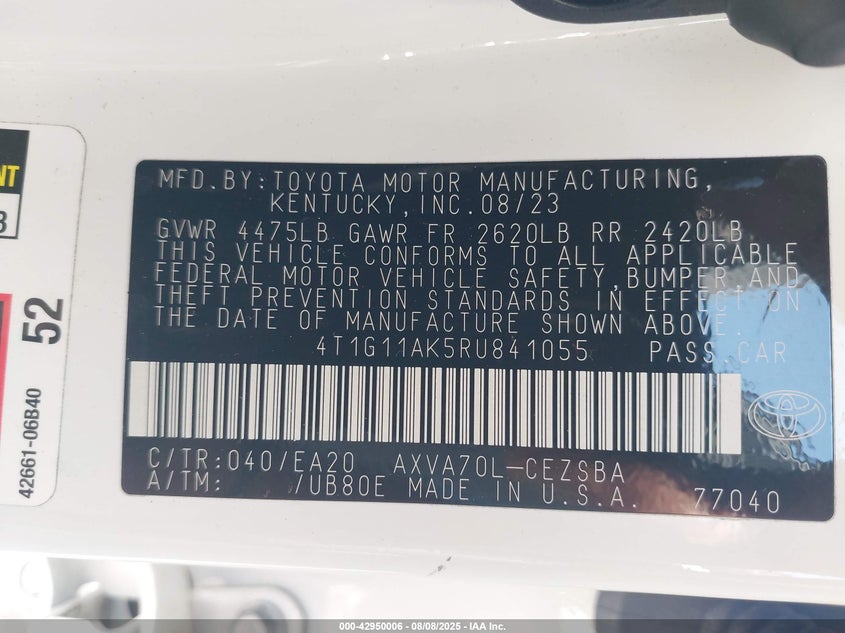 NT
3
52
42661-06B40
MFD.BY:TOYOTA MOTOR MANUFACTURING,
KENTUCKY,INC.08/23
GVWR 4475LB GAWR FR 2620LB RR 2420LB
THIS VEHICLE CONFORMS TO ALL APPLICABLE
FEDERAL MOTOR VEHICLE SAFETY,BUMPER,AND
THEFT PREVENTION STANDARDS IN EFFECT ON
THE DATE OF MANUFACTURE SHOWN ABOVE.
4T1G11AK5RU841055 PASS.CAR
C/TR:040/EA20 AXVA70L-CEZSBA
A/TM: /UB80E MADE IN U.S.A. 77040
000-42950006 - 08/08/2025 - IAA Inc.